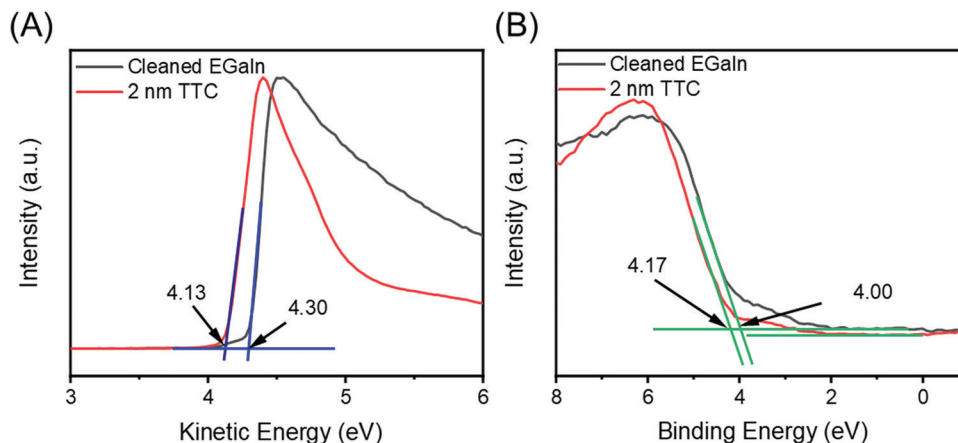 (A)
Cleaned EGaIn
2 nm TTC
4.13
4.30
Intensity (a.u.)
3 4 5 6
Kinetic Energy (eV)
(B)
Cleaned EGaIn
2 nm TTC
4.17
4.00
Intensity (a.u.)
8 6 4 2 0
Binding Energy (eV)